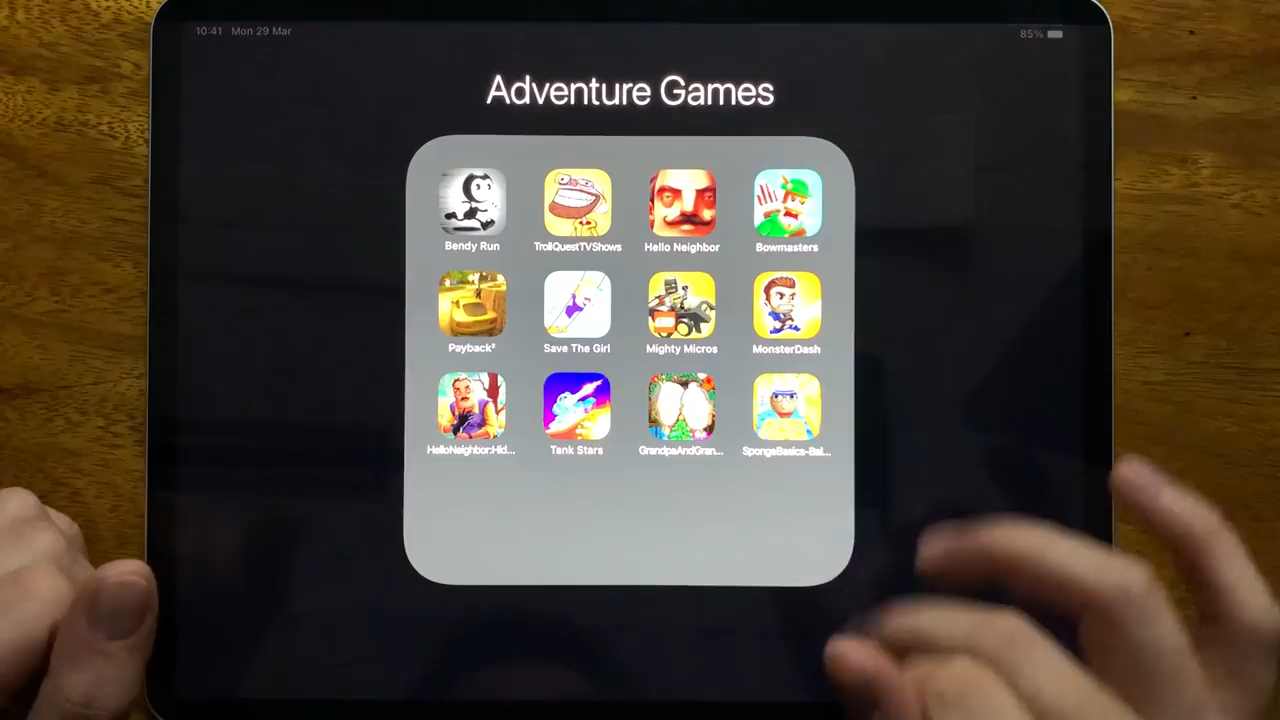 10:41 Mon 29 Mar
85%
Adventure Games
Bendy Run
TrollQuestTVShows
Hello Neighbor
Bowmasters
Payback²
Save The Girl
Mighty Micros
MonsterDash
HelloNeighbor:Hid...
Tank Stars
GrandpaAndGran...
SpongeBasics-Bal...